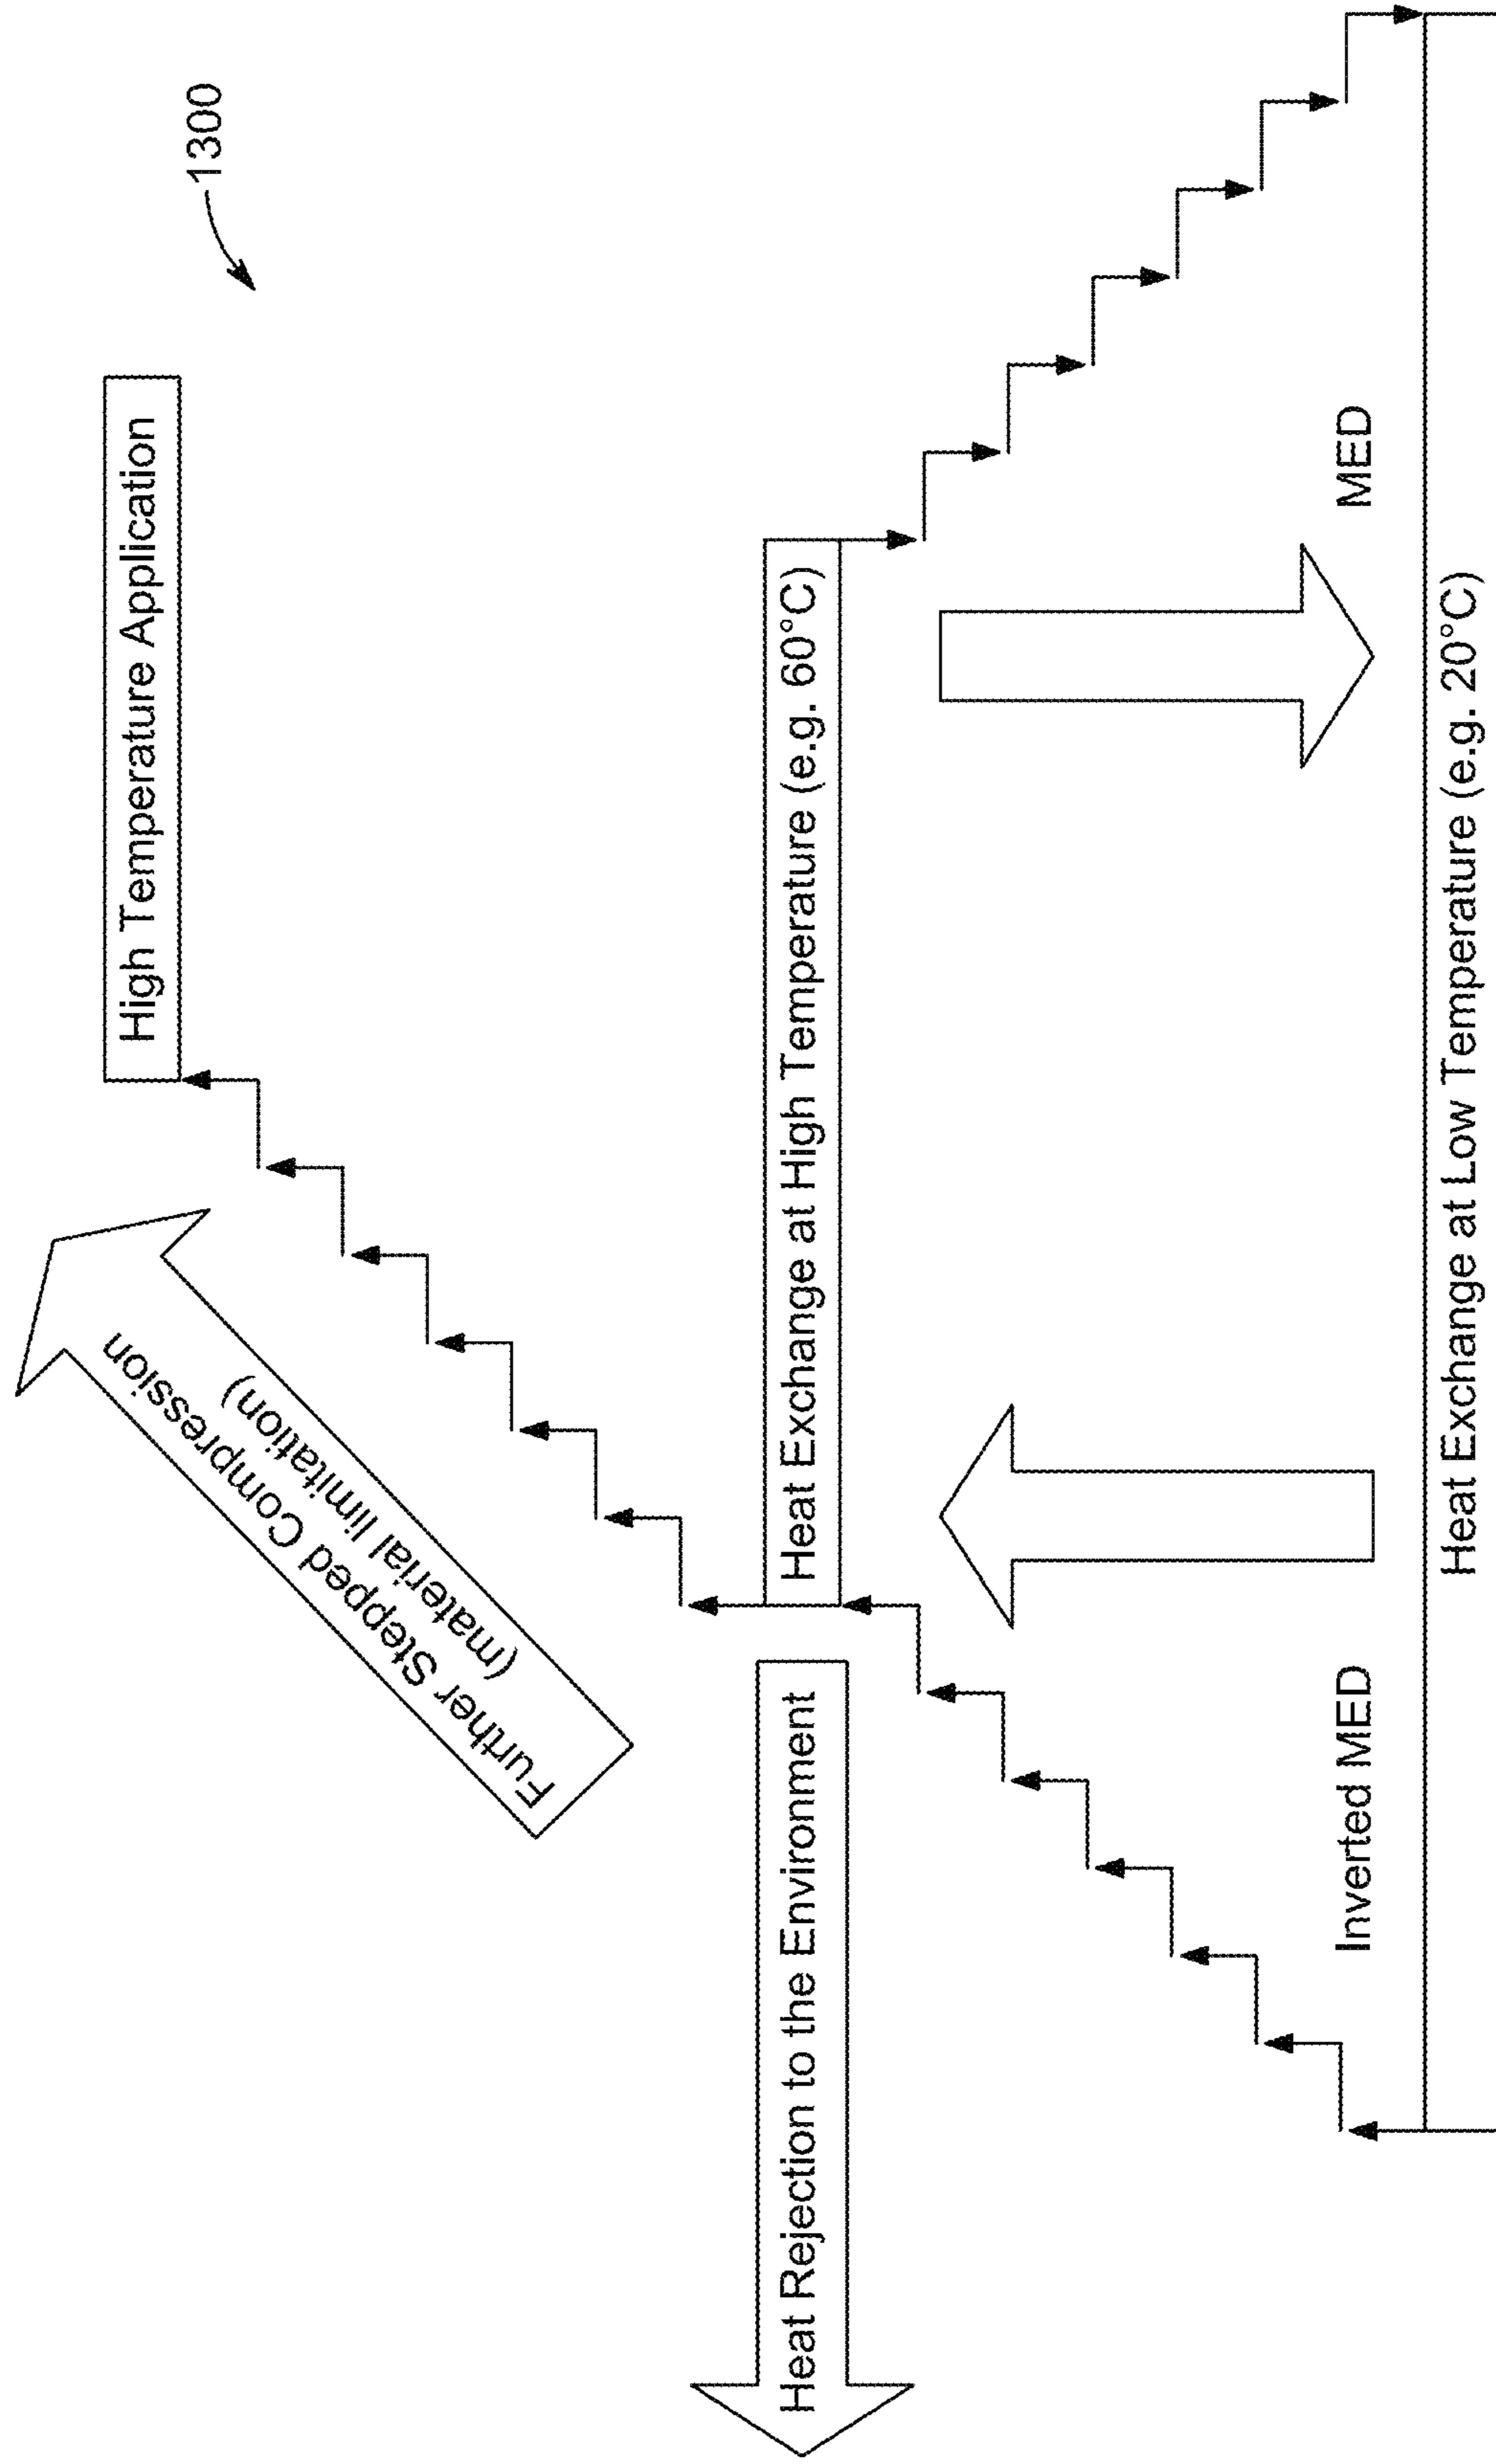 1300
High Temperature Application
Further Stepped Compression
(material limitation)
Heat Rejection to the Environment
Heat Exchange at High Temperature (e.g. 60°C)
Inverted MED
MED
Heat Exchange at Low Temperature (e.g. 20°C)